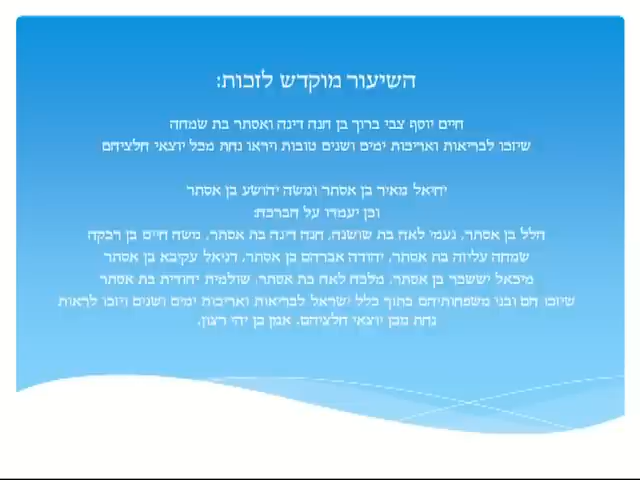 השיעור מוקדש לזכות:
חיים יוסף צבי ברוך בן חנה דינה ואסתר בת שמחה
שיזכו לבריאות ואריכות ימים ושנים טובות ויראו נחת מכל יוצאי חלציהם
יחיאל מאיר בן אסתר ומשה יהושע בן אסתר
וכן יעמדו על הברכה:
הלל בן אסתר, נעמי לאה בת שושנה, חנה דינה בת אסתר, משה חיים בן רבקה
שמחה עליזה בת אסתר, יהודה אברהם בן אסתר, דניאל עקיבא בן אסתר
מיכאל יששכר בן אסתר, מלכה לאה בת אסתר, שולמית יהודית בת אסתר
שיזכו הם ובני משפחותיהם בתוך כלל ישראל לבריאות ואריכות ימים ושנים ויזכו לראות
נחת מכן יוצאי חלציהם. אמן כן יהי רצון.